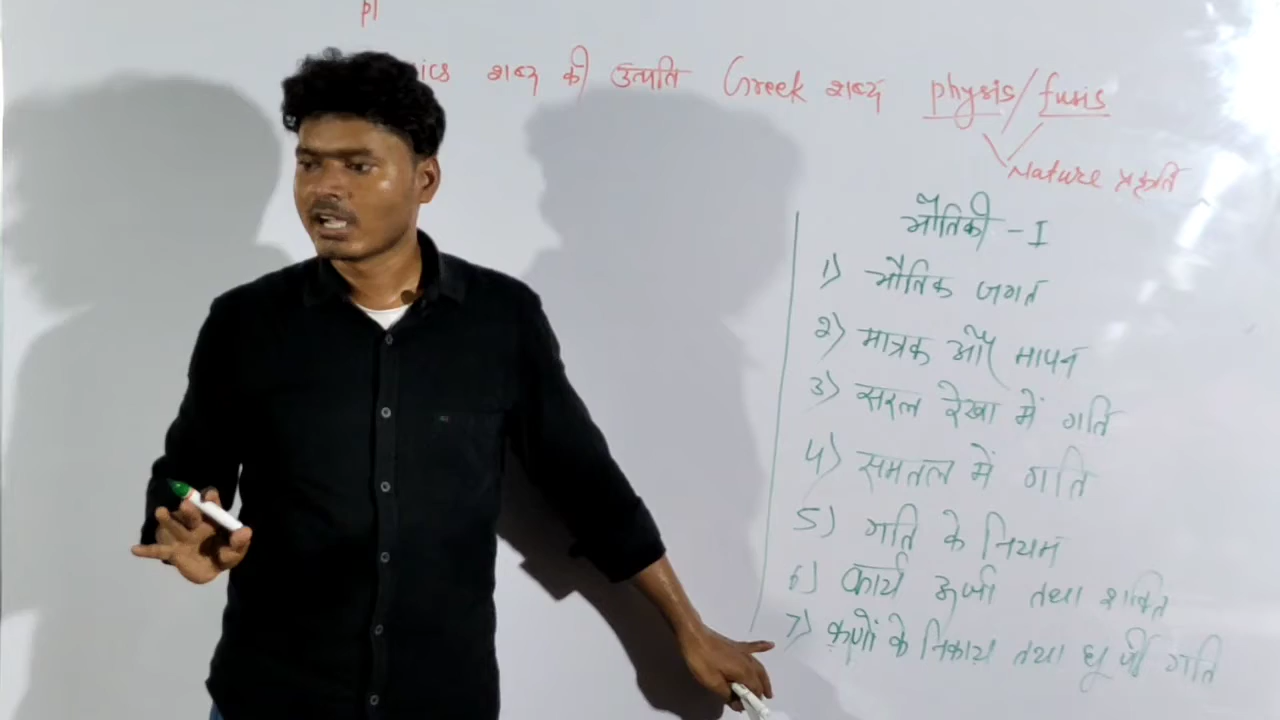 pl
ics शब्द की उत्पति Greek शब्द physis/fusis
Nature प्रकृति
भौतिकी - I
1) भौतिक जगत
2) मात्रक और मापन
3) सरल रेखा में गति
4) समतल में गति
5) गति के नियम
6) कार्य ऊर्जा तथा शक्ति
7) कणों के निकाय तथा घूर्णी गति